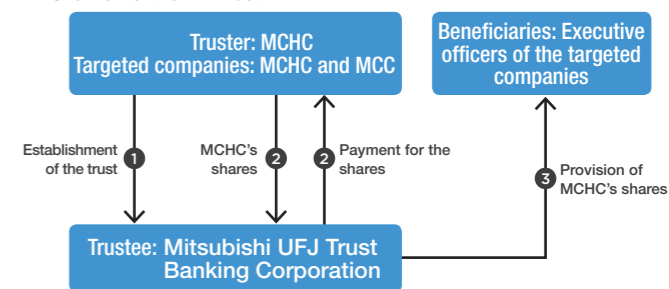 Truster: MCHC
Targeted companies: MCHC and MCC
Beneficiaries: Executive
officers of the targeted
companies
Establishment
of the trust
1
MCHC's
shares
2
2
Payment for the
shares
3
Provision of
MCHC's shares
Trustee: Mitsubishi UFJ Trust
Banking Corporation